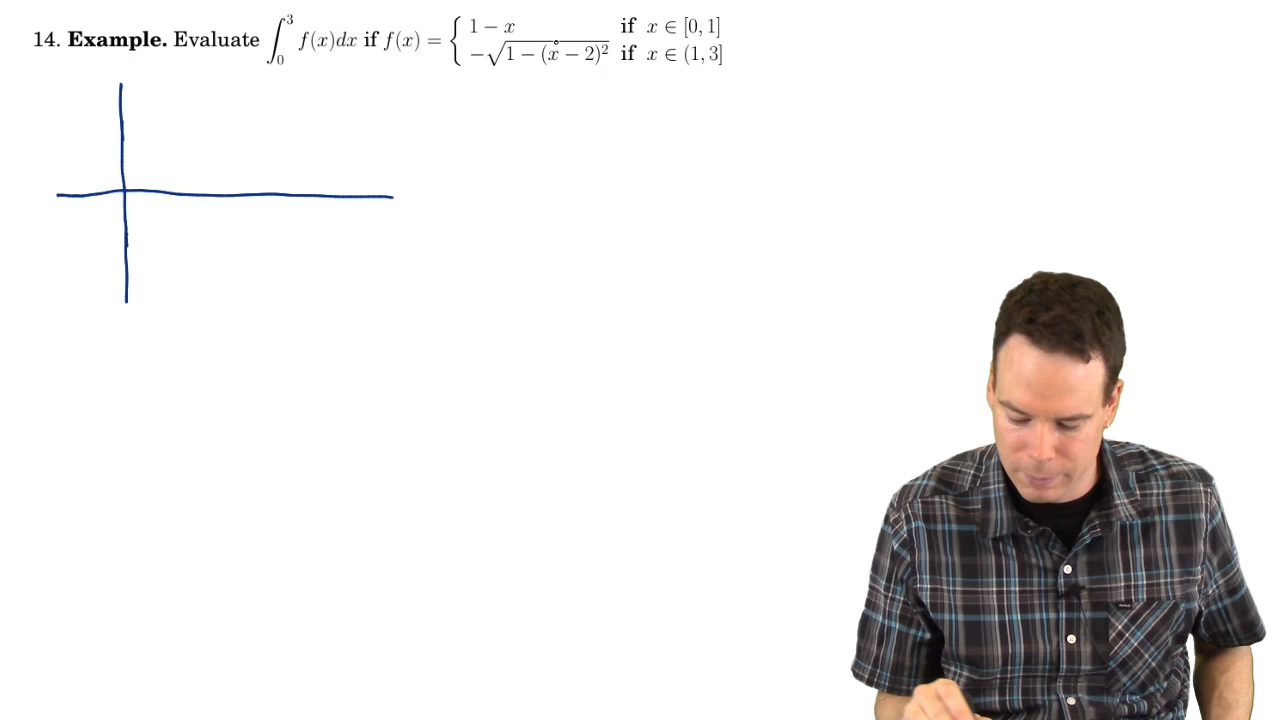 14. Example. Evaluate ∫₀³ f(x)dx if f(x) = { 1 − x if x ∈ [0, 1]
−√(1 − (x − 2)²) if x ∈ (1, 3]